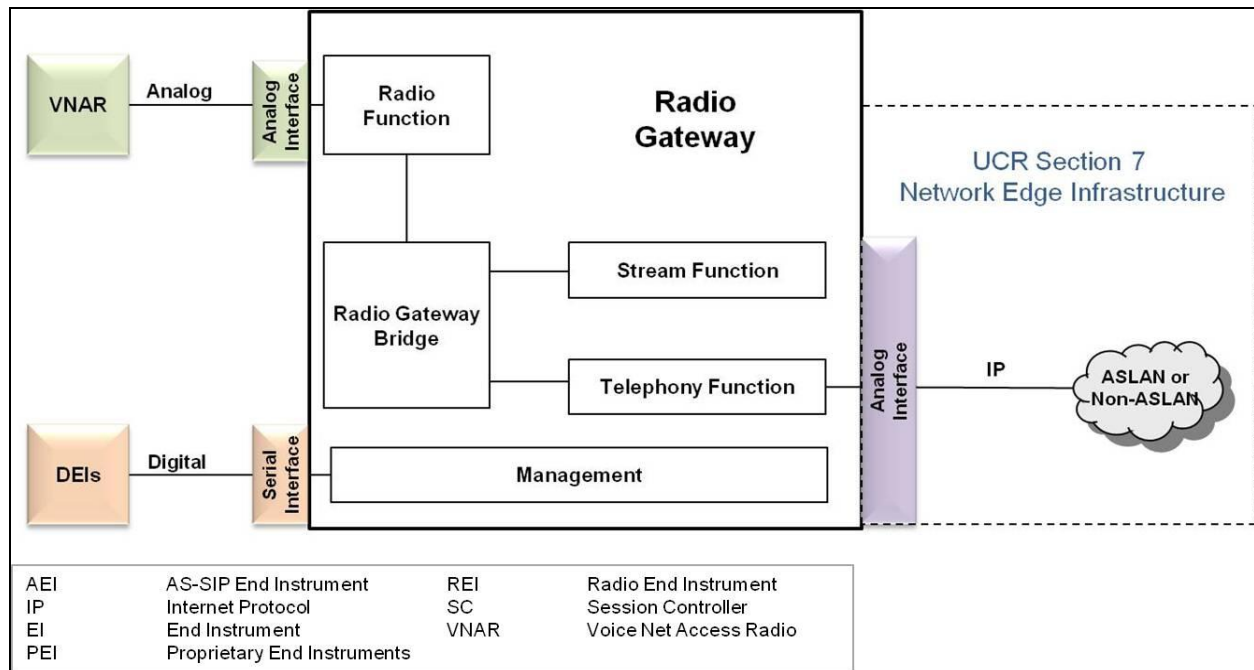 VNAR
Analog
Analog
Interface
Radio
Function
Radio
Gateway
UCR Section 7
Network Edge Infrastructure
Radio Gateway
Bridge
Stream Function
Telephony Function
Analog
Interface
IP
ASLAN or
Non-ASLAN
DEIs
Digital
Serial
Interface
Management
AEI AS-SIP End Instrument REI Radio End Instrument
IP Internet Protocol SC Session Controller
EI End Instrument VNAR Voice Net Access Radio
PEI Proprietary End Instruments